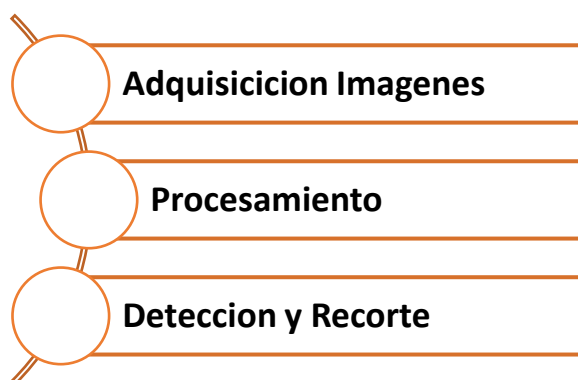 Adquisicicion Imagenes
Procesamiento
Deteccion y Recorte